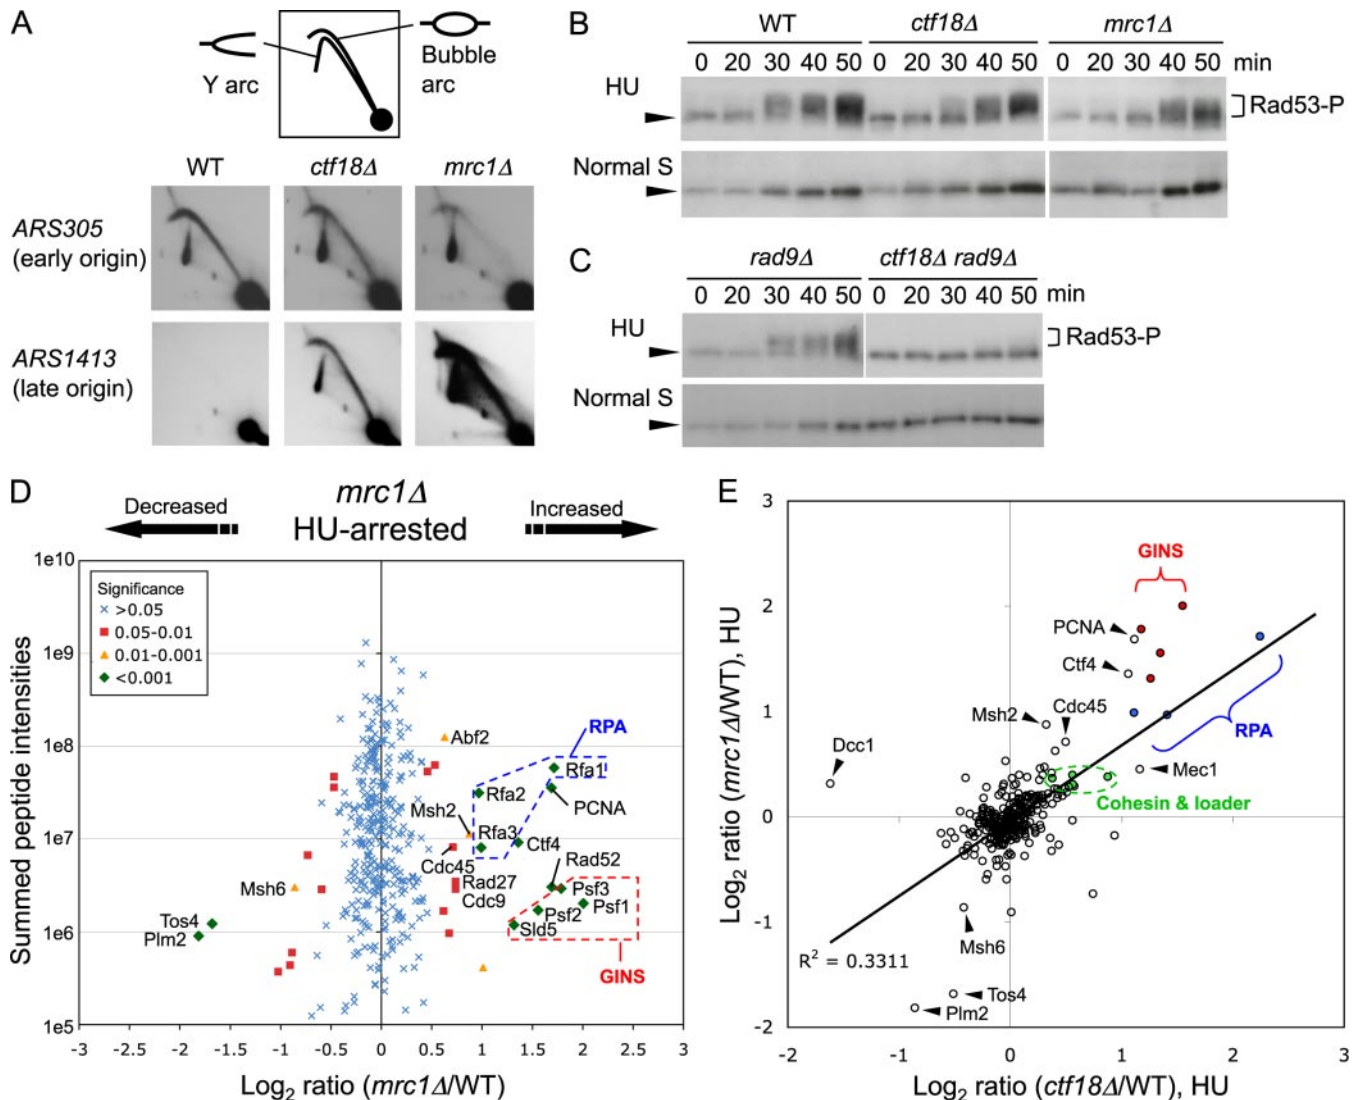 A
Y arc
Bubble
arc
WT ctf18Δ mrc1Δ
ARS305
(early origin)
ARS1413
(late origin)
B
WT ctf18Δ mrc1Δ
0 20 30 40 50 0 20 30 40 50 0 20 30 40 50 min
HU
Rad53-P
Normal S
C
rad9Δ ctf18Δ rad9Δ
0 20 30 40 50 0 20 30 40 50 min
HU
Rad53-P
Normal S
D
Decreased
mrc1Δ
HU-arrested
Increased
Summed peptide intensities
1e10
1e9
1e8
1e7
1e6
1e5
Significance
>0.05
0.05-0.01
0.01-0.001
<0.001
RPA
Abf2
Rfa1
Rfa2
PCNA
Msh2
Rfa3
Ctf4
Cdc45
Rad52
Rad27
Cdc9
Msh6
Psf3
Psf1
Psf2
Sld5
Tos4
Plm2
GINS
-3 -2.5 -2 -1.5 -1 -0.5 0 0.5 1 1.5 2 2.5 3
Log2 ratio (mrc1Δ/WT)
E
Log2 ratio (mrc1Δ/WT), HU
3
2
1
0
-1
-2
GINS
PCNA
Ctf4
Cdc45
Msh2
RPA
Dcc1
Mec1
Cohesin & loader
Msh6
R2 = 0.3311
Tos4
Plm2
-2 -1 0 1 2 3
Log2 ratio (ctf18Δ/WT), HU